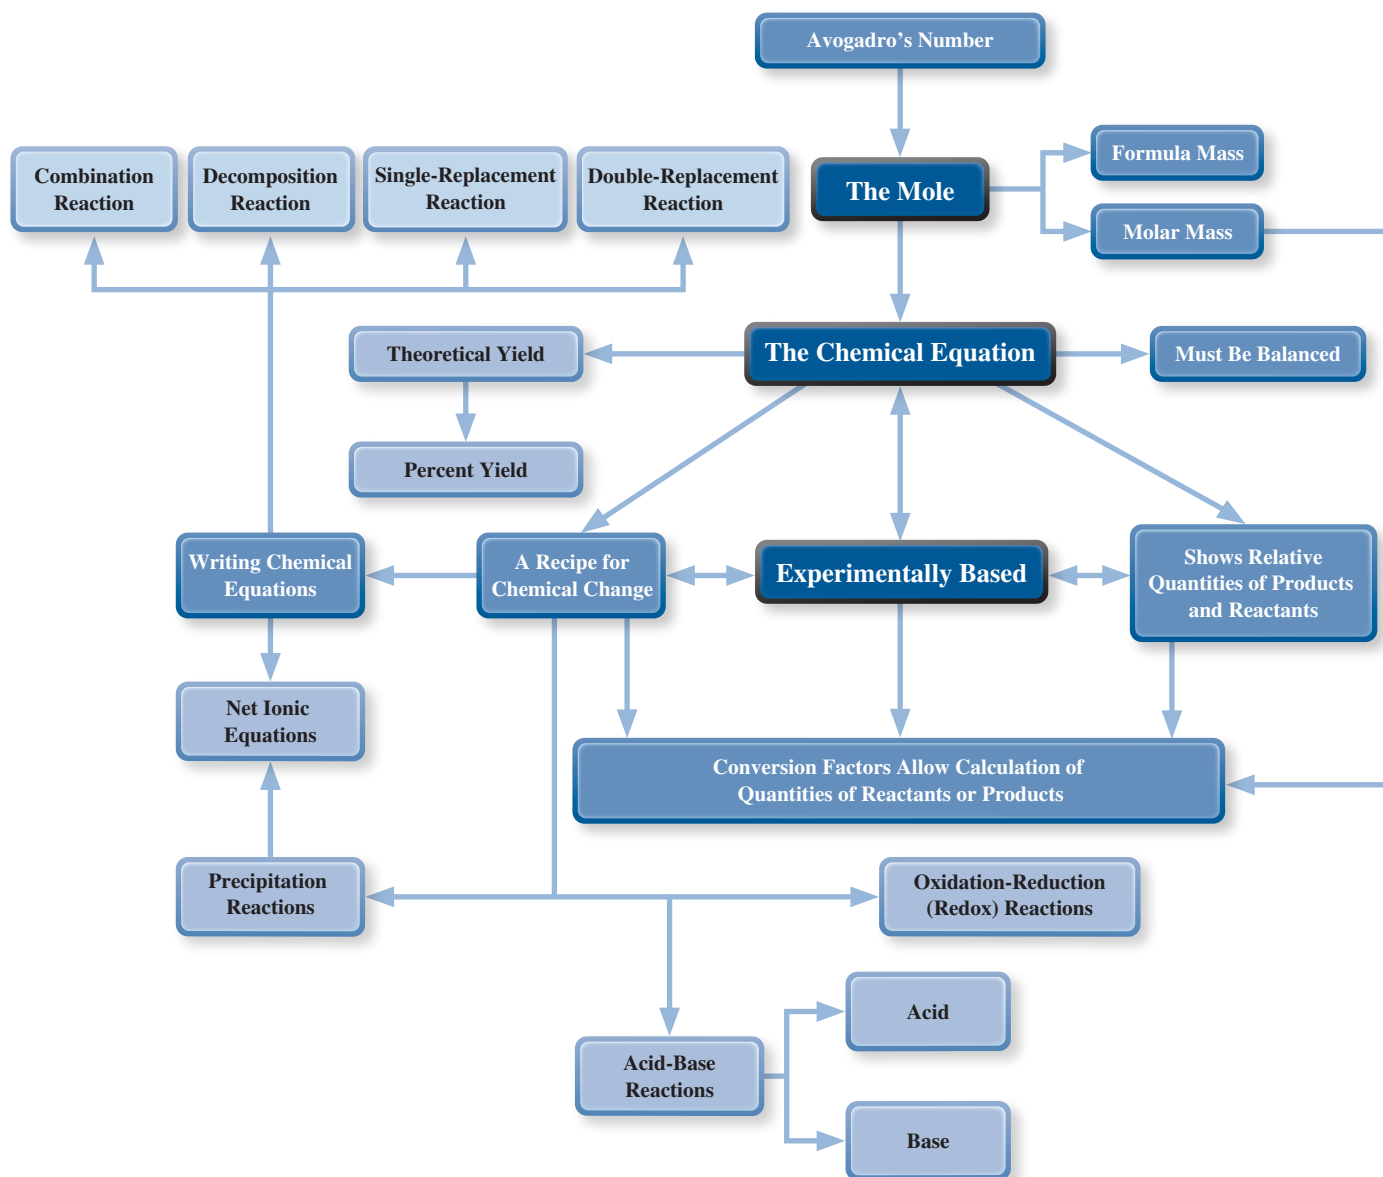 Avogadro's Number
Combination
Reaction
Decomposition
Reaction
Single-Replacement
Reaction
Double-Replacement
Reaction
The Mole
Formula Mass
Molar Mass
Theoretical Yield
The Chemical Equation
Must Be Balanced
Percent Yield
Writing Chemical
Equations
A Recipe for
Chemical Change
Experimentally Based
Shows Relative
Quantities of Products
and Reactants
Net Ionic
Equations
Conversion Factors Allow Calculation of
Quantities of Reactants or Products
Precipitation
Reactions
Oxidation-Reduction
(Redox) Reactions
Acid
Acid-Base
Reactions
Base